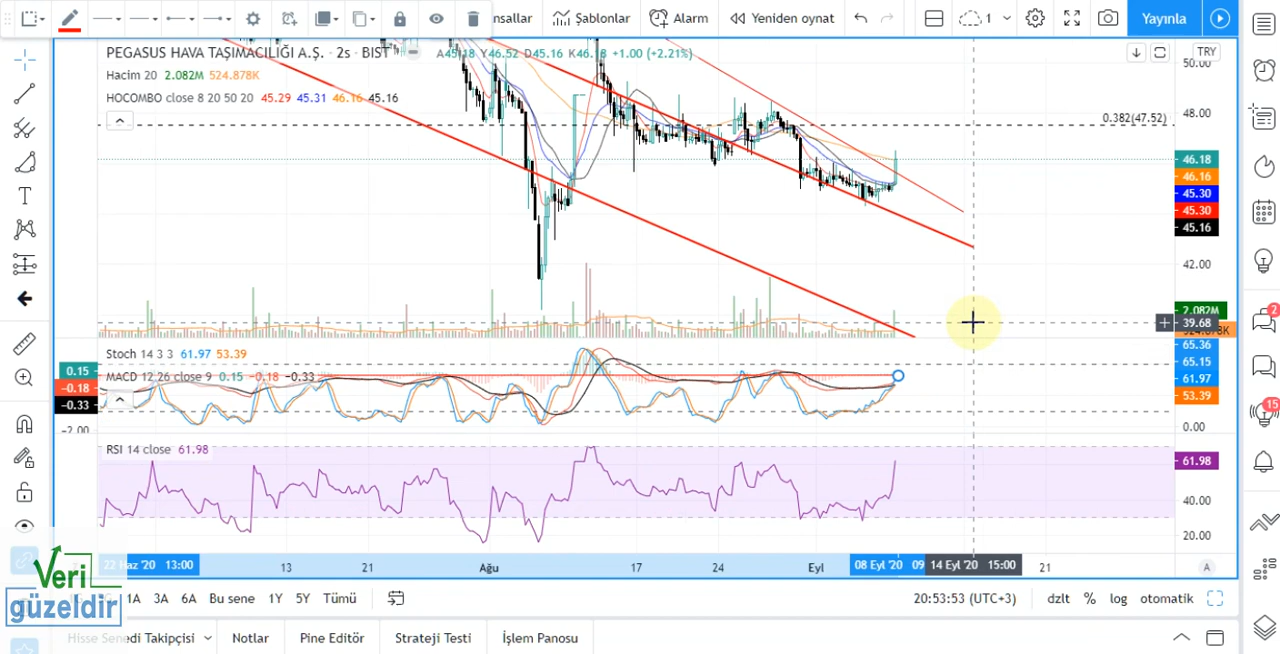 nsallar Şablonlar Alarm Yeniden oynat 1 Yayınla
PEGASUS HAVA TAŞIMACILIĞI A.Ş. · 2s · BIST A45.18 Y46.52 D45.16 K46.18 +1.00 (+2.21%) TRY
50.00
Hacim 20 2.082M 524.878K
HOCOMBO close 8 20 50 20 45.29 45.31 46.16 45.16
0.382(47.52)
48.00
46.18
46.16
45.30
45.30
45.16
42.00
2.082M
39.68
524.878K
Stoch 14 3 3 61.97 53.39
65.36
65.15
61.97
53.39
MACD 12 26 close 9 0.15 -0.18 -0.33
0.15
-0.18
-0.33
-2.00
0.00
RSI 14 close 61.98
61.98
40.00
20.00
22 Haz '20 13:00 13 21 Ağu 17 24 Eyl 08 Eyl '20 09 14 Eyl '20 15:00 21 A
1A 3A 6A Bu sene 1Y 5Y Tümü 20:53:53 (UTC+3) dzlt % log otomatik
Hisse Senedi Takipçisi Notlar Pine Editör Strateji Testi İşlem Panosu
Veri
güzeldir
2
15